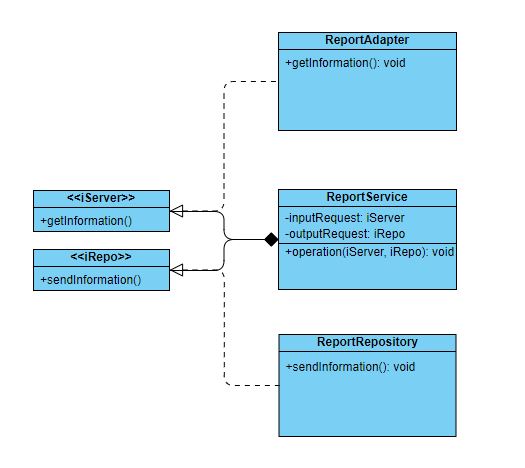 ReportAdapter
+getInformation(): void
<<iServer>>
+getInformation()
<<iRepo>>
+sendInformation()
ReportService
-inputRequest: iServer
-outputRequest: iRepo
+operation(iServer, iRepo): void
ReportRepository
+sendInformation(): void